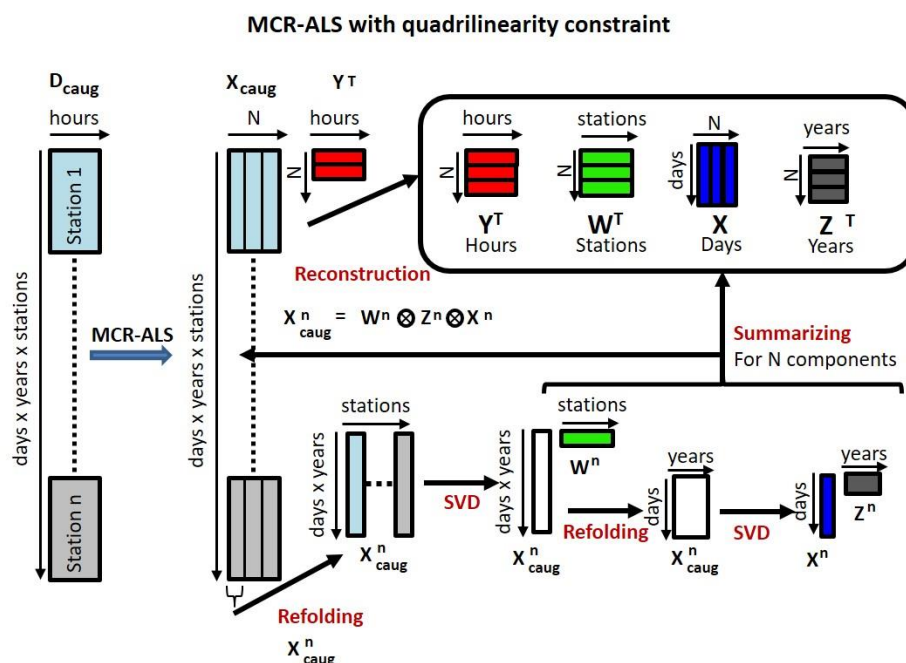 MCR-ALS with quadrilinearity constraint
D caug
hours
Station 1
Station n
days x years x stations
MCR-ALS
X caug
N
days x years x stations
Y T
hours
N
hours
N
Y T
Hours
stations
N
W T
Stations
N
days
X
Days
years
N
Z T
Years
Reconstruction
X n caug = W n ⊗ Z n ⊗ X n
Summarizing
For N components
Refolding
X n caug
stations
days x years
X n caug
SVD
days x years
X n caug
stations
W n
Refolding
years
days
X n caug
SVD
days
X n
years
Z n